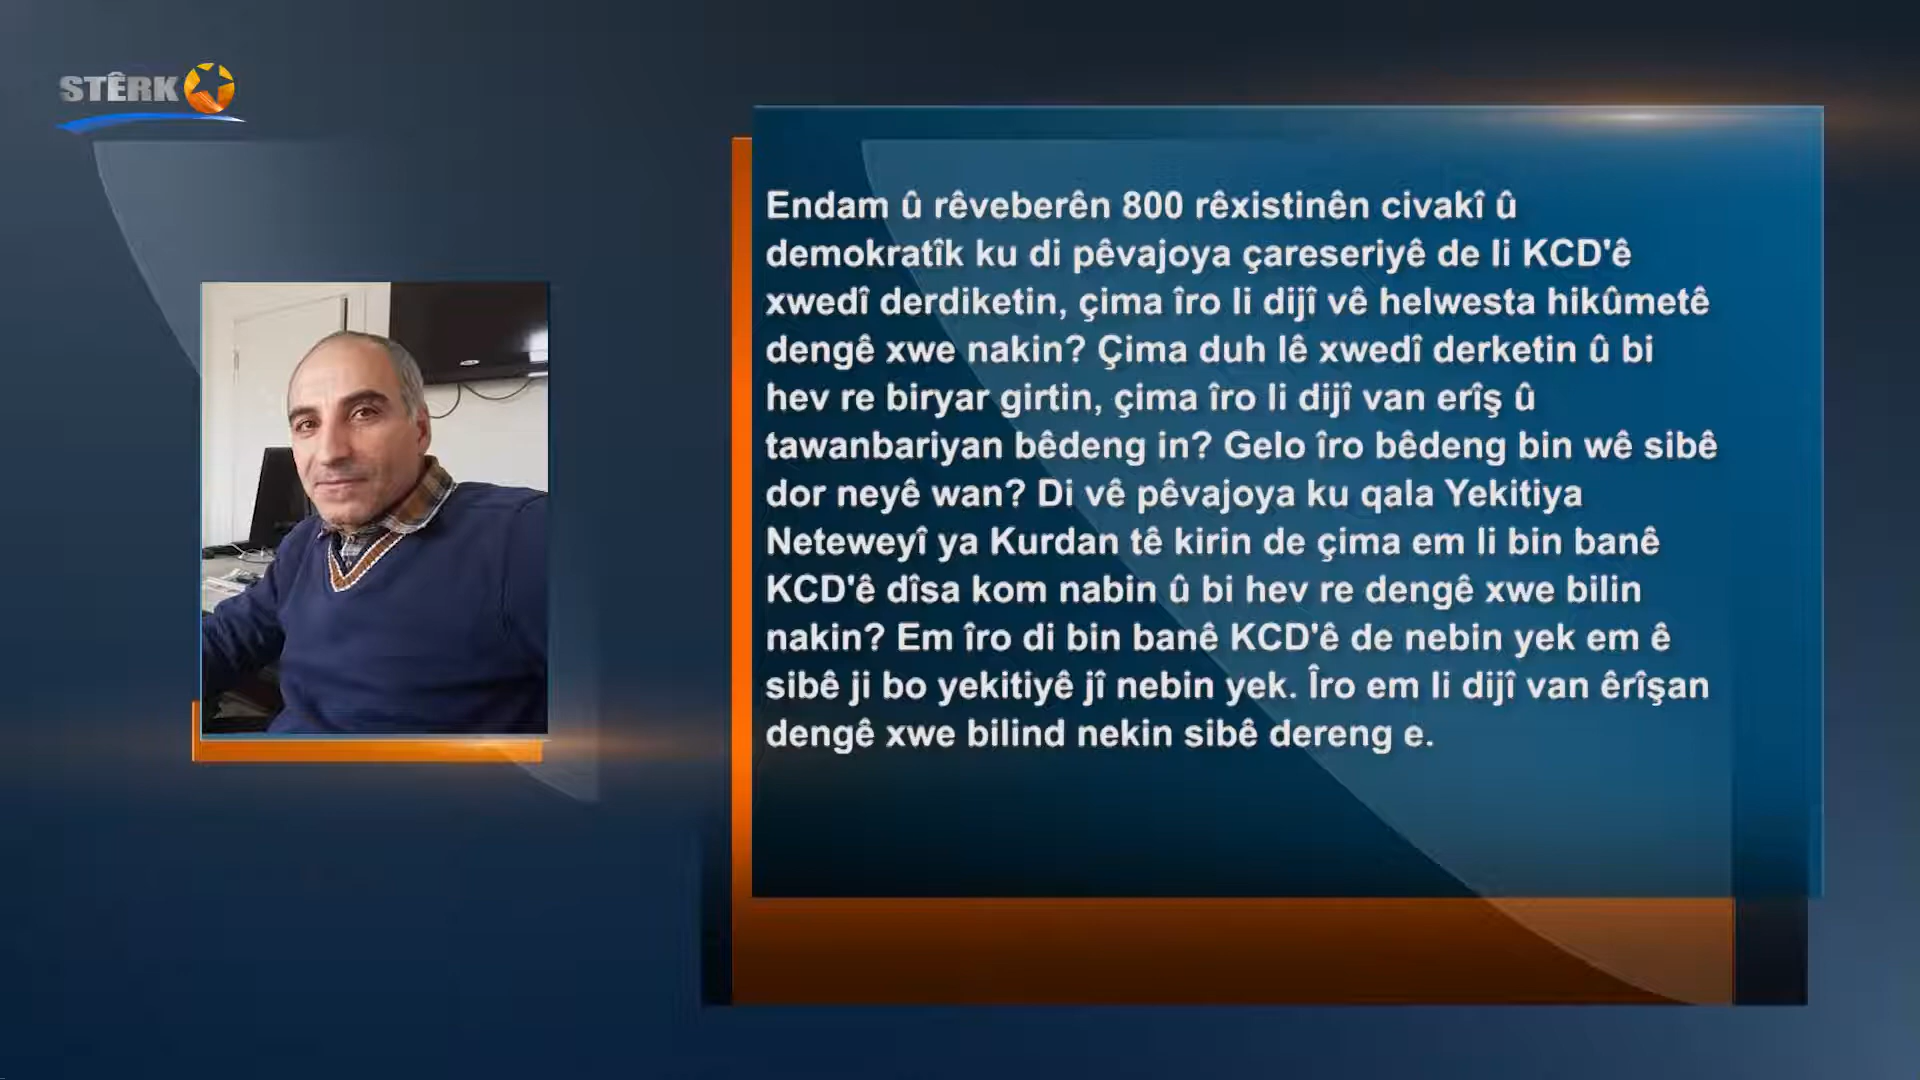 STÊRK
Endam û rêveberên 800 rêxistinên civakî û
demokratîk ku di pêvajoya çareseriyê de li KCD'ê
xwedî derdiketin, çima îro li dijî vê helwesta hikûmetê
dengê xwe nakin? Çima duh lê xwedî derketin û bi
hev re biryar girtin, çima îro li dijî van erîş û
tawanbariyan bêdeng in? Gelo îro bêdeng bin wê sibê
dor neyê wan? Di vê pêvajoya ku qala Yekitiya
Neteweyî ya Kurdan tê kirin de çima em li bin banê
KCD'ê dîsa kom nabin û bi hev re dengê xwe bilin
nakin? Em îro di bin banê KCD'ê de nebin yek em ê
sibê ji bo yekitiyê jî nebin yek. Îro em li dijî van êrîşan
dengê xwe bilind nekin sibê dereng e.